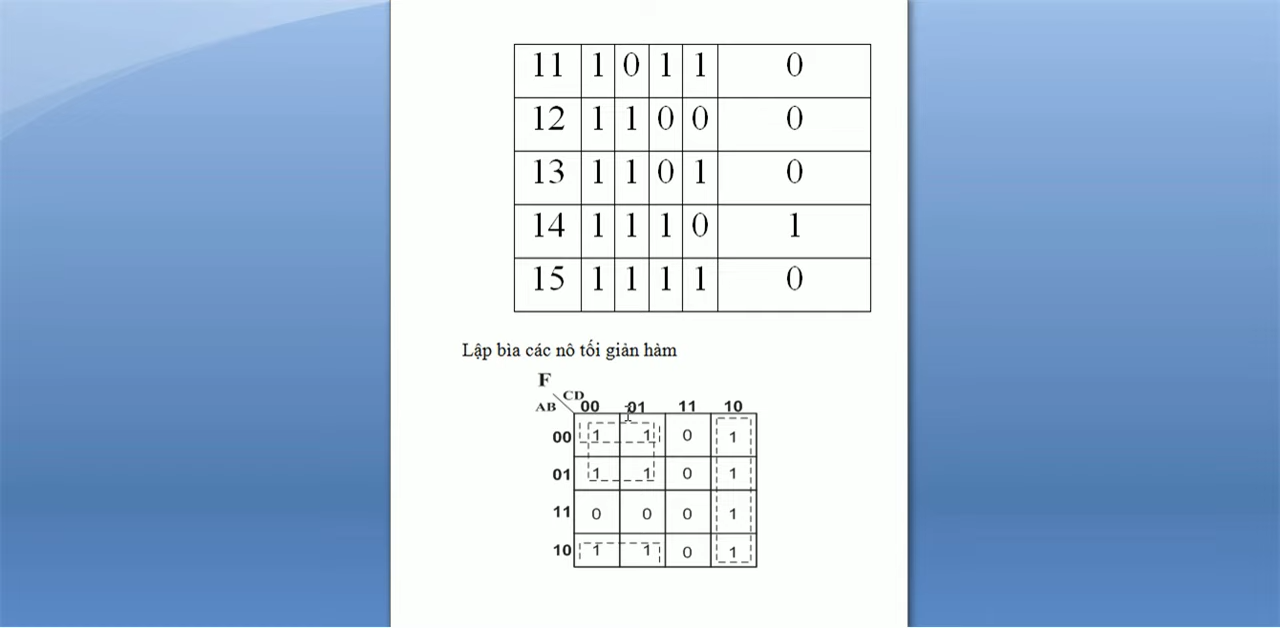 11 1 0 1 1 0
12 1 1 0 0 0
13 1 1 0 1 0
14 1 1 1 0 1
15 1 1 1 1 0
Lập bìa các nô tối giản hàm
F
CD
AB 00 01 11 10
00 1 1 0 1
01 1 1 0 1
11 0 0 0 1
10 1 1 0 1